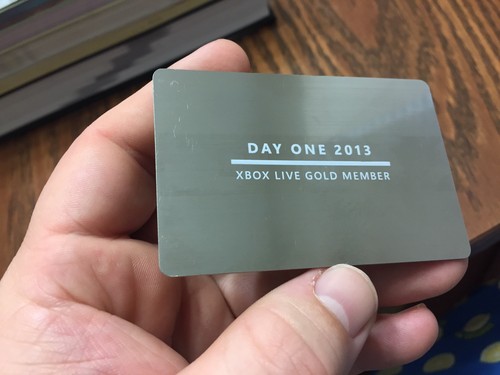 DAY ONE 2013
XBOX LIVE GOLD MEMBER